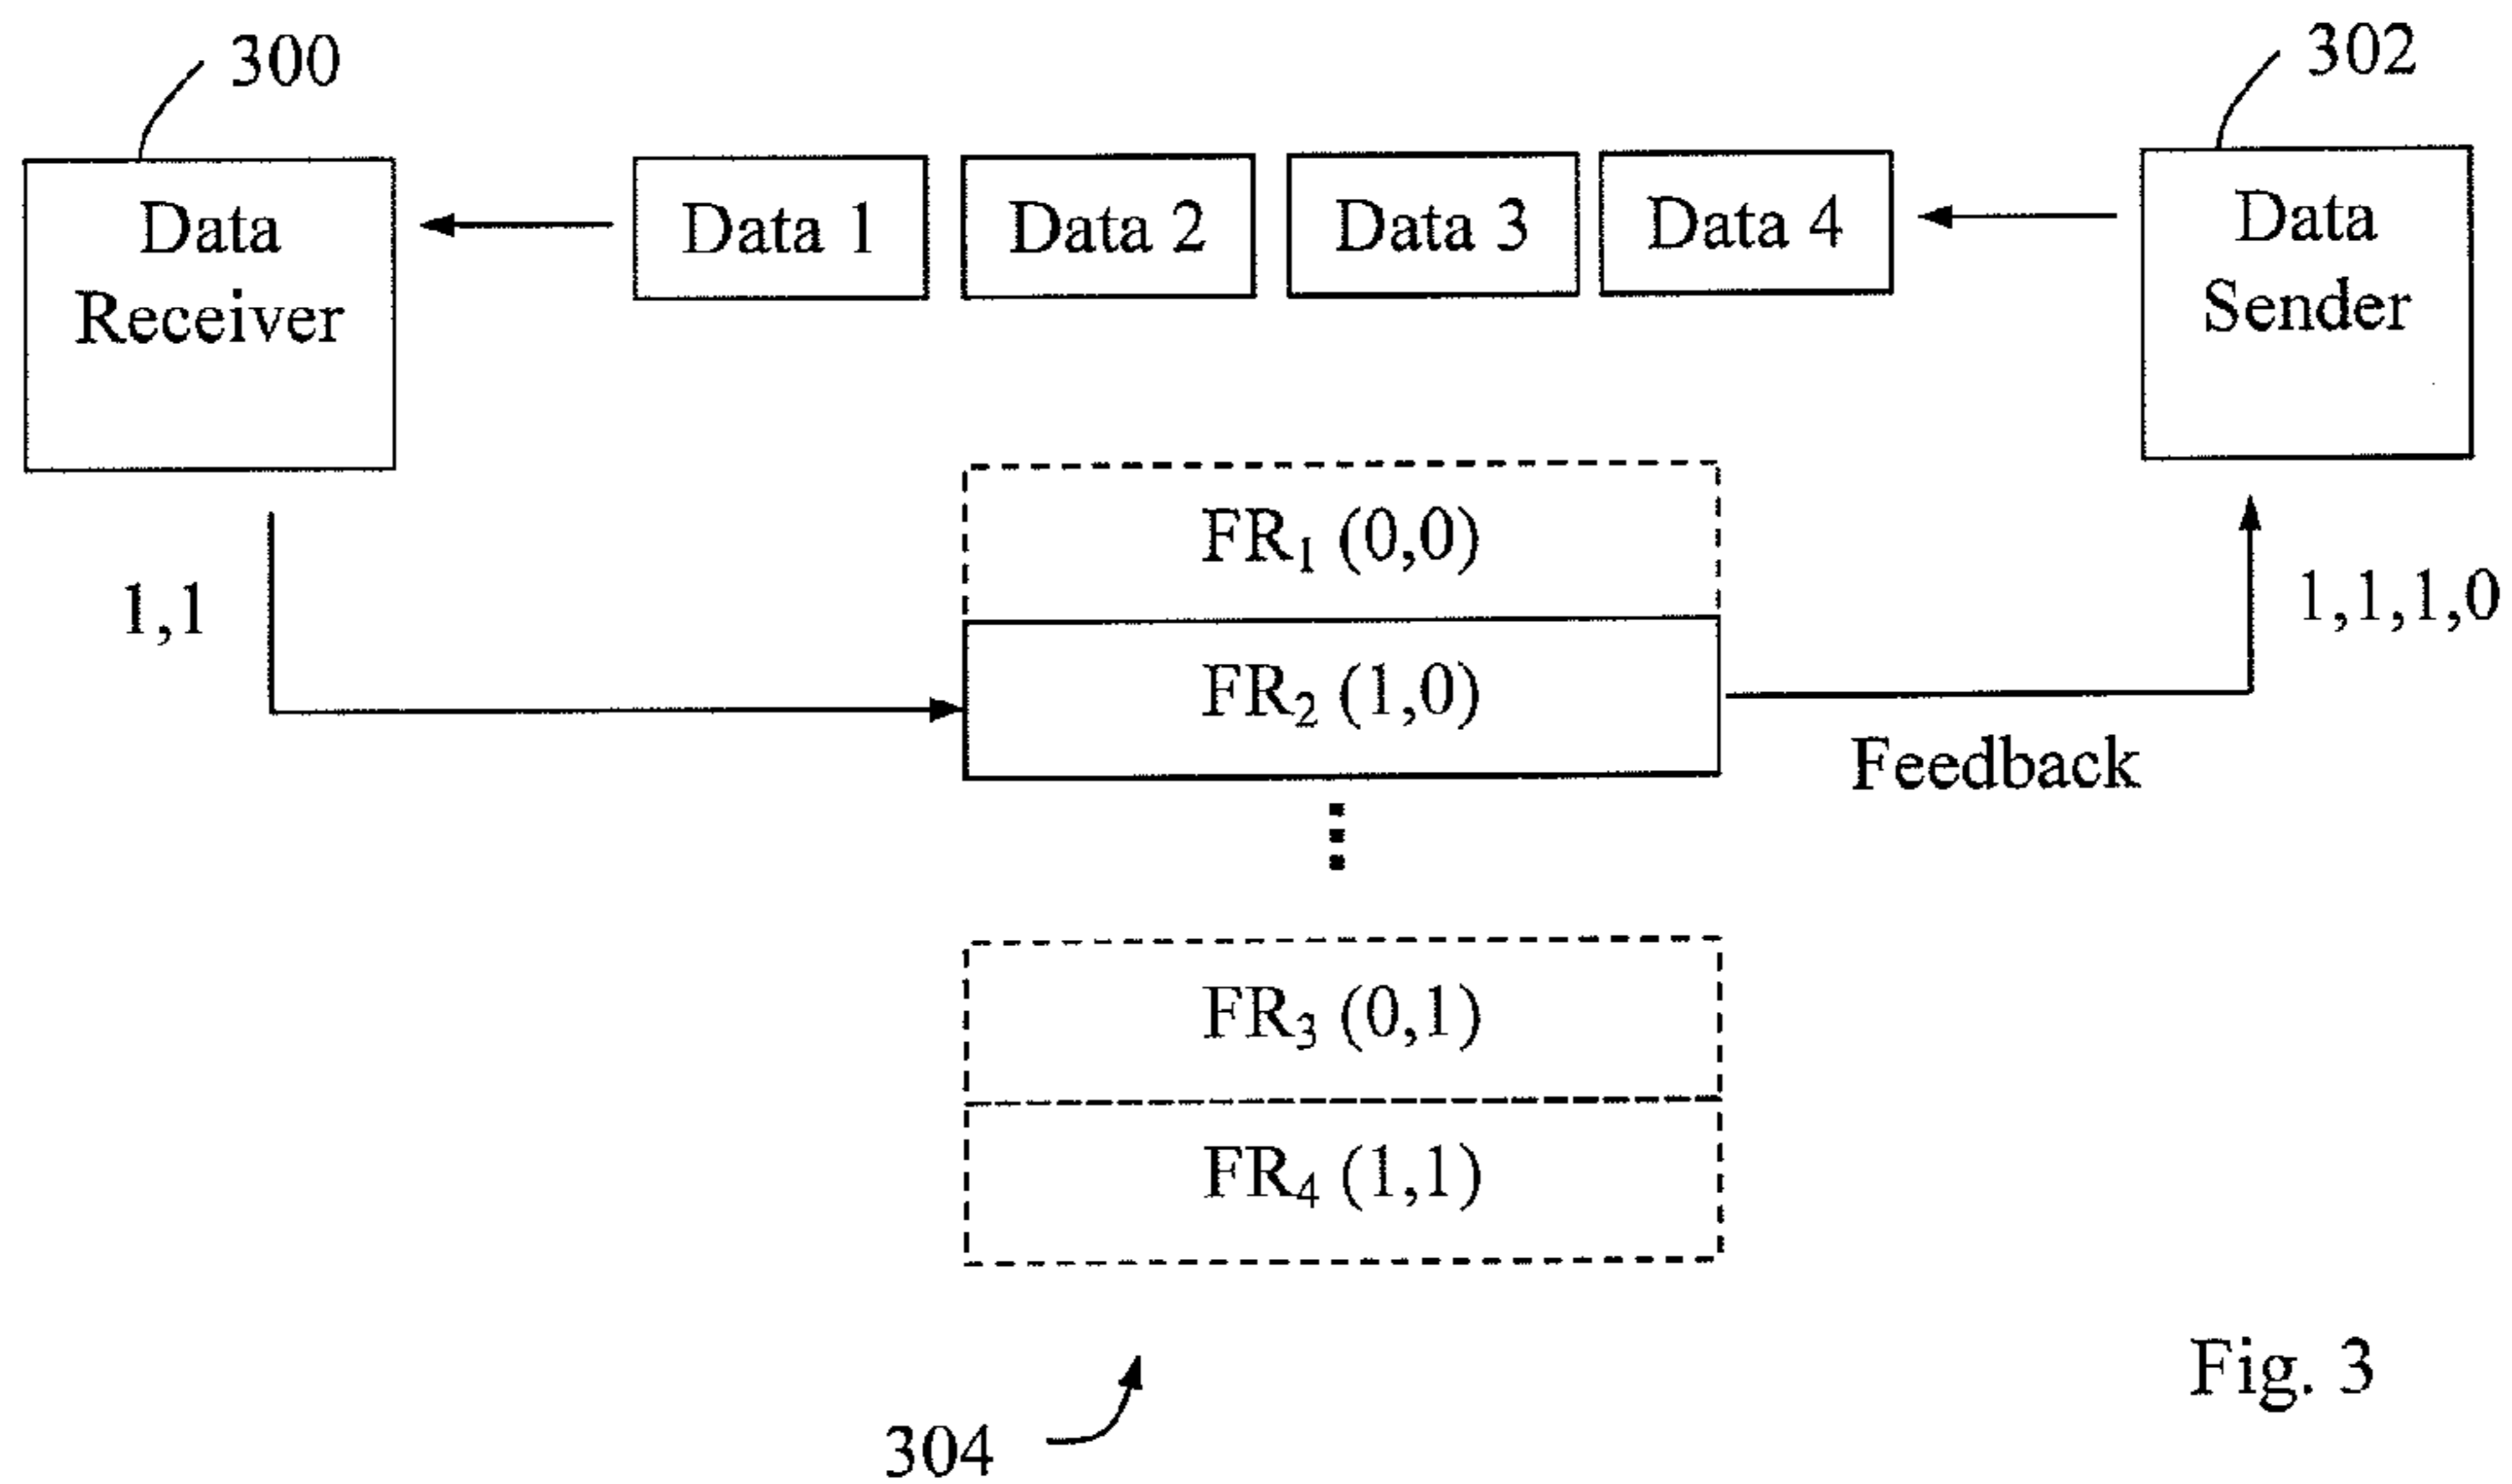 300
302
Data
Receiver
Data 1
Data 2
Data 3
Data 4
Data
Sender
FR₁ (0,0)
1,1
1,1,1,0
FR₂ (1,0)
Feedback
FR₃ (0,1)
FR₄ (1,1)
Fig. 3
304